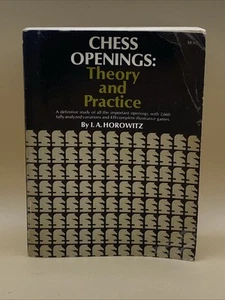 CHESS
OPENINGS:
Theory
and
Practice
A definitive study of all the important openings, with 2,660
fully analyzed variations and 439 complete illustrative games.
By I. A. HOROWITZ